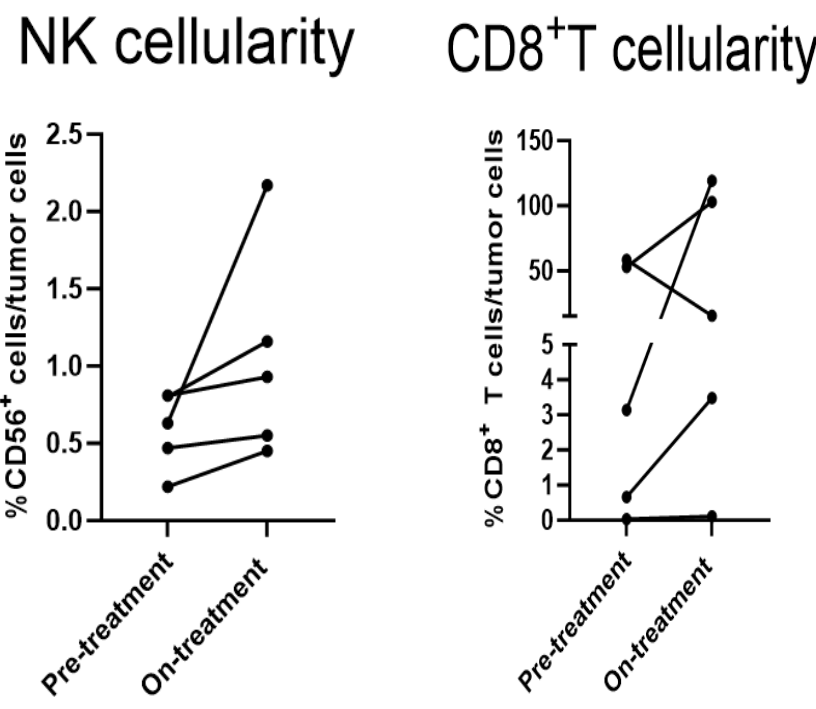 NK cellularity
CD8⁺T cellularity
% CD56⁺ cells/tumor cells
2.5
2.0
1.5
1.0
0.5
0.0
Pre-treatment
On-treatment
% CD8⁺ T cells/tumor cells
150
100
50
5
4
3
2
1
0
Pre-treatment
On-treatment